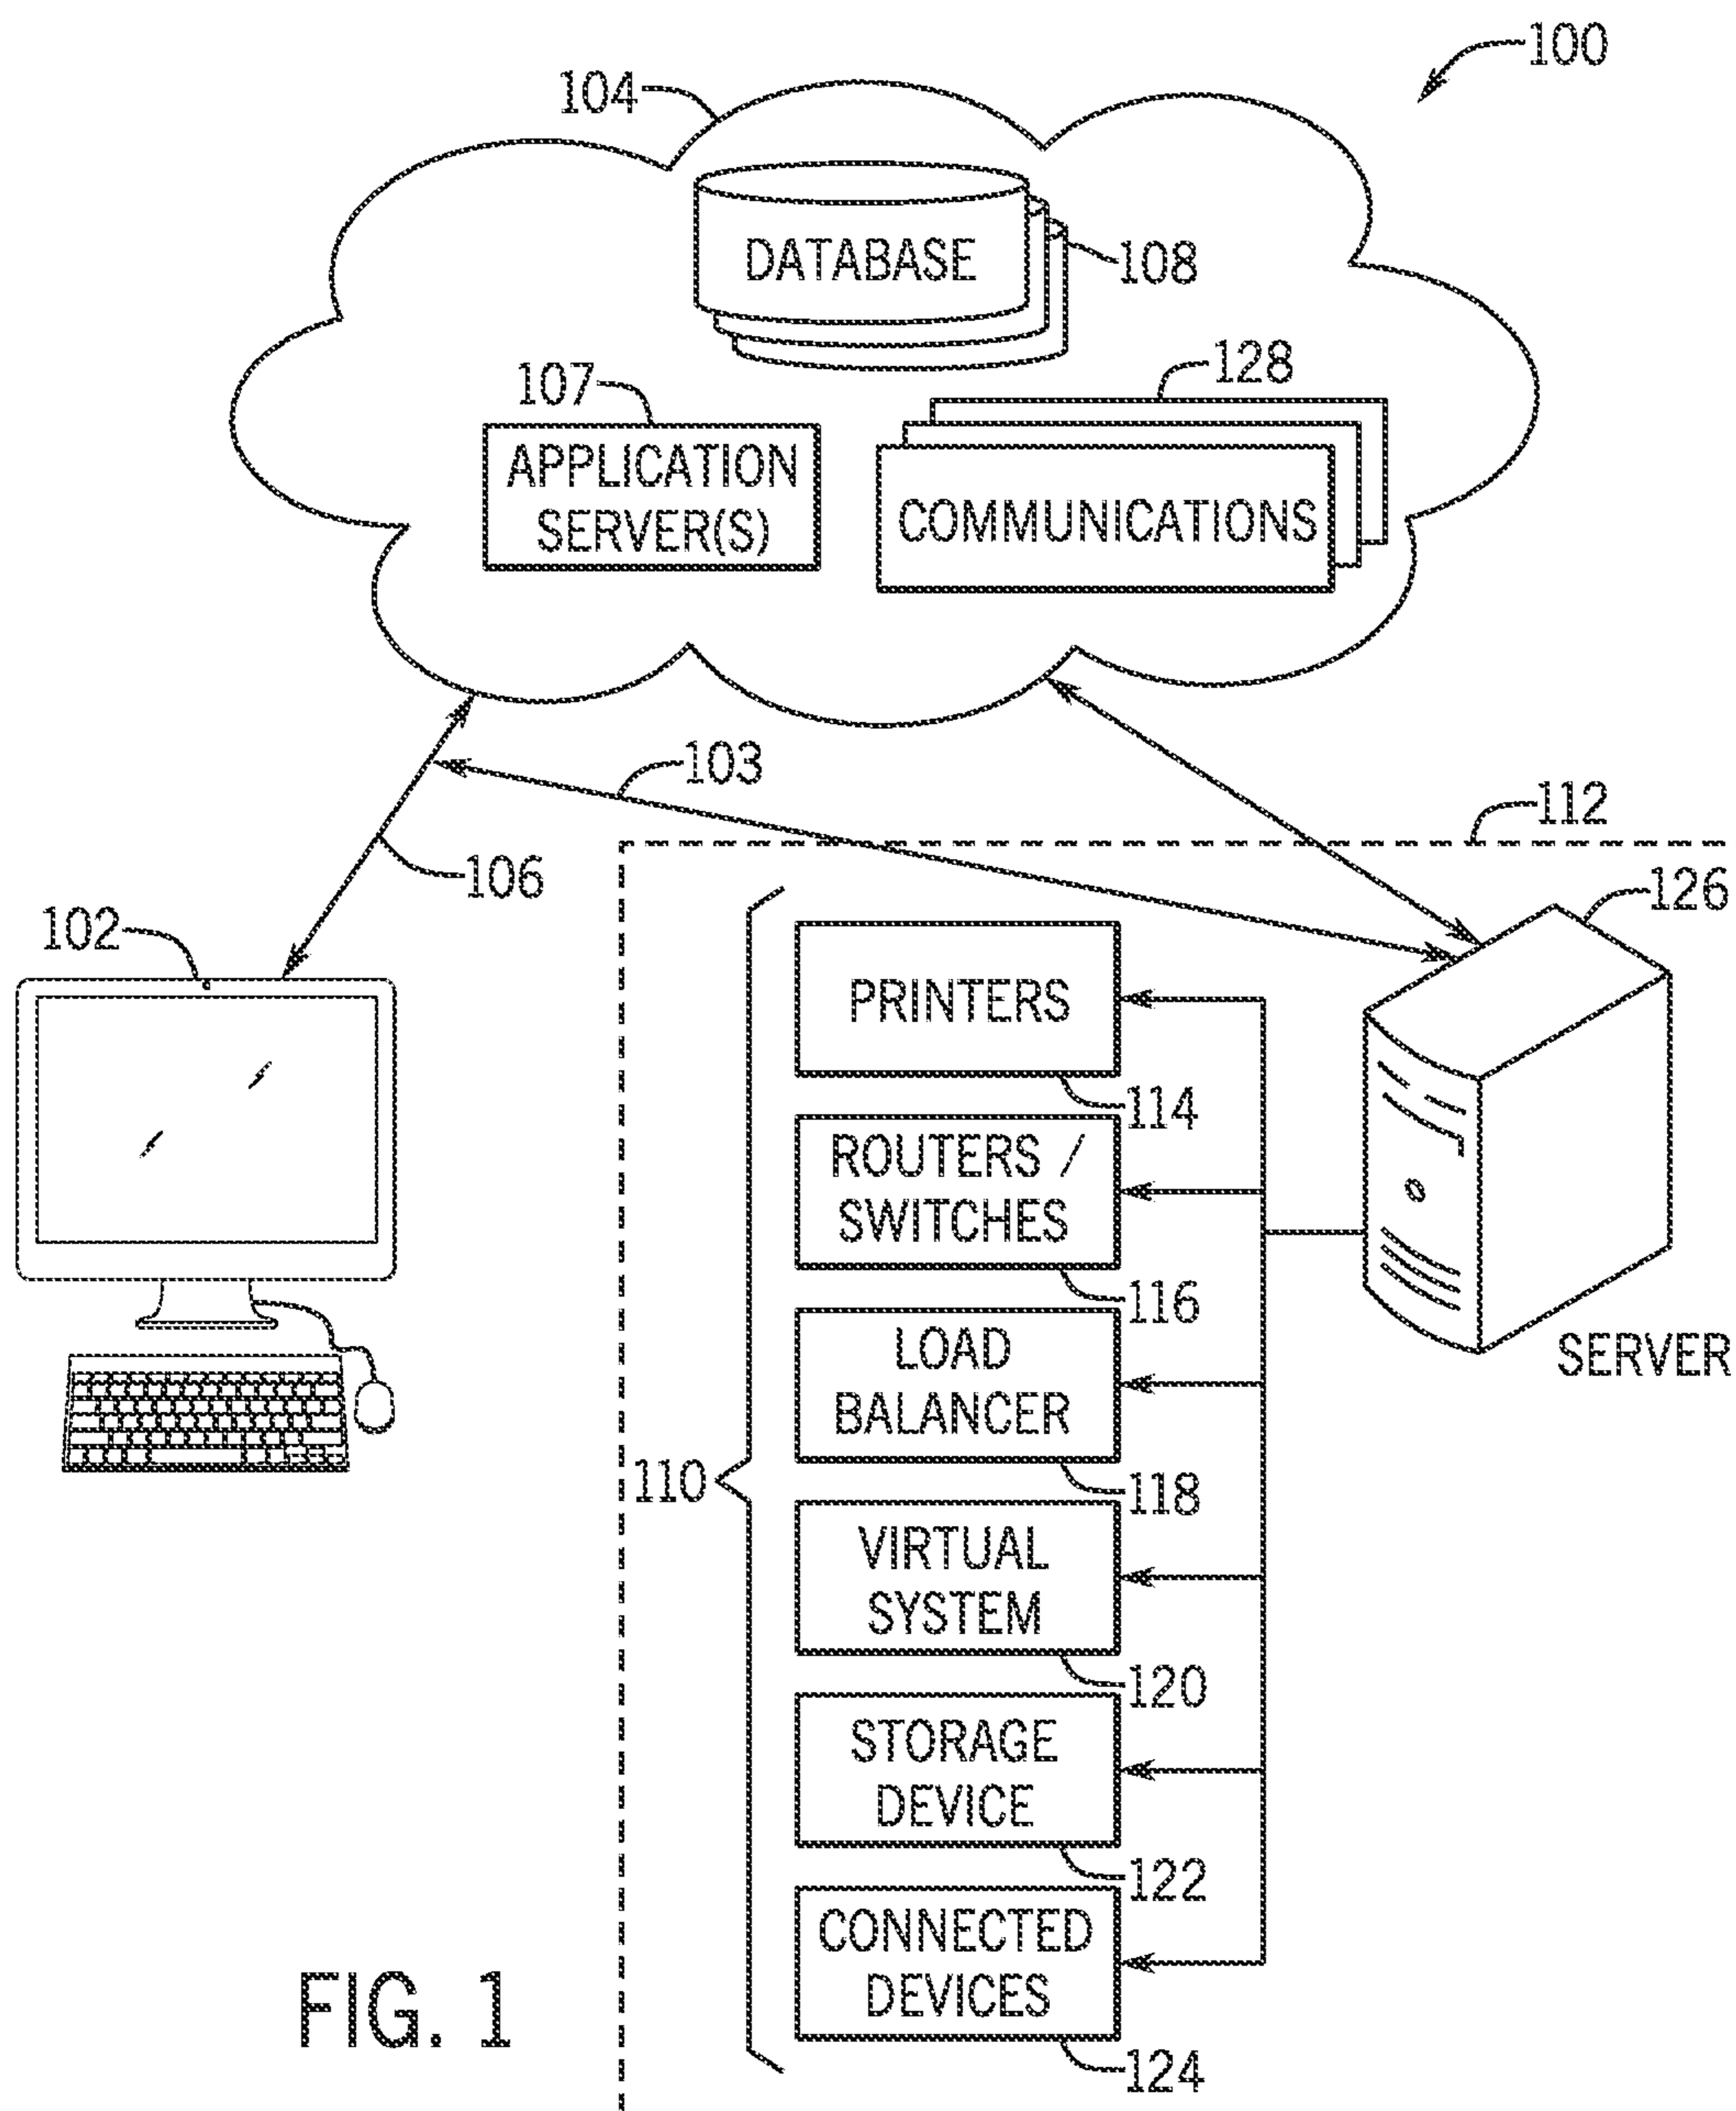 100
104
DATABASE
108
107
128
APPLICATION
SERVER(S)
COMMUNICATIONS
103
112
106
126
102
PRINTERS
114
ROUTERS /
SWITCHES
116
SERVER
LOAD
BALANCER
110
118
VIRTUAL
SYSTEM
120
STORAGE
DEVICE
122
CONNECTED
DEVICES
124
FIG. 1